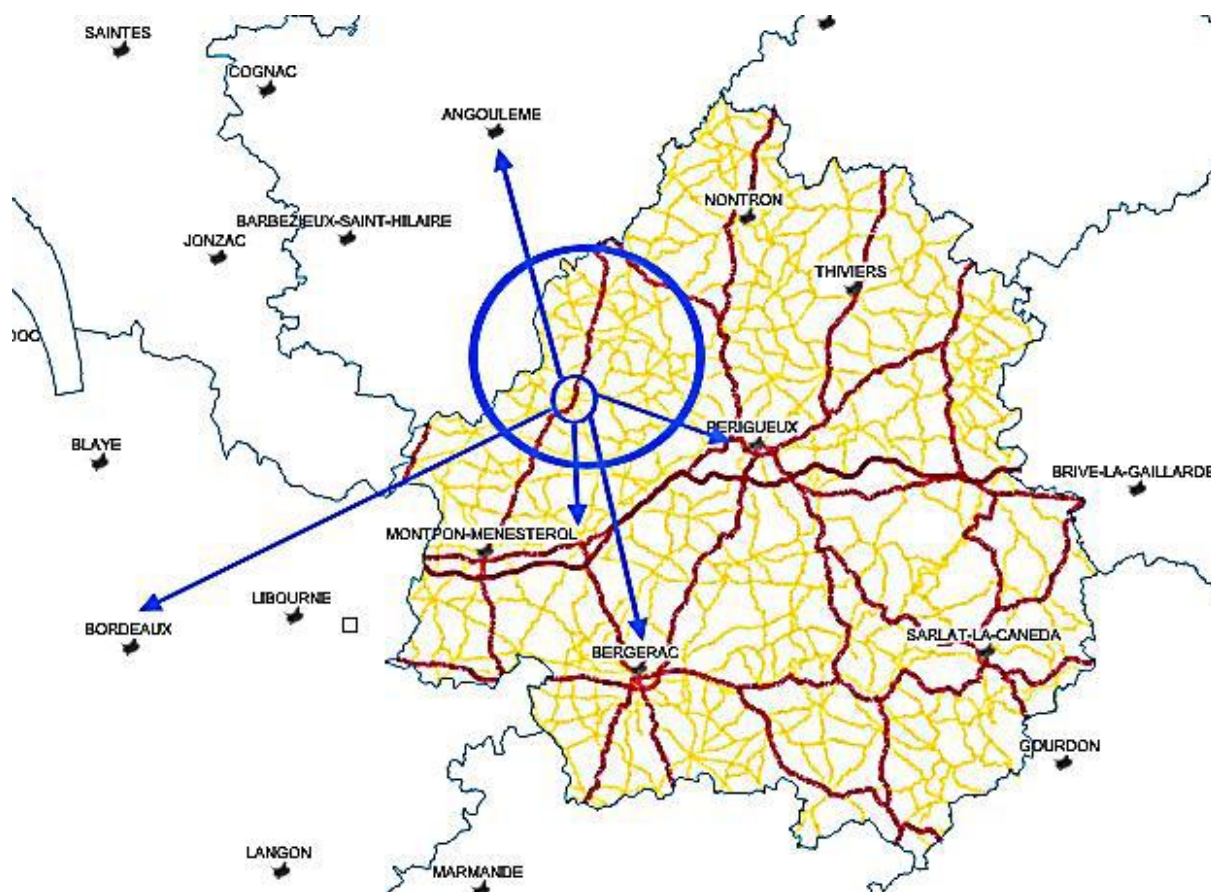 SAINTES
COGNAC
ANGOULEME
NONTRON
BARBEZIEUX-SAINT-HILAIRE
JONZAC
THIVIERS
BLAYE
PERIGUEUX
BRIVE-LA-GAILLARDE
MONTPON-MENESTEROL
LIBOURNE
BORDEAUX
SARLAT-LA-CANEDA
BERGERAC
GOURDON
LANGON
MARMANDE